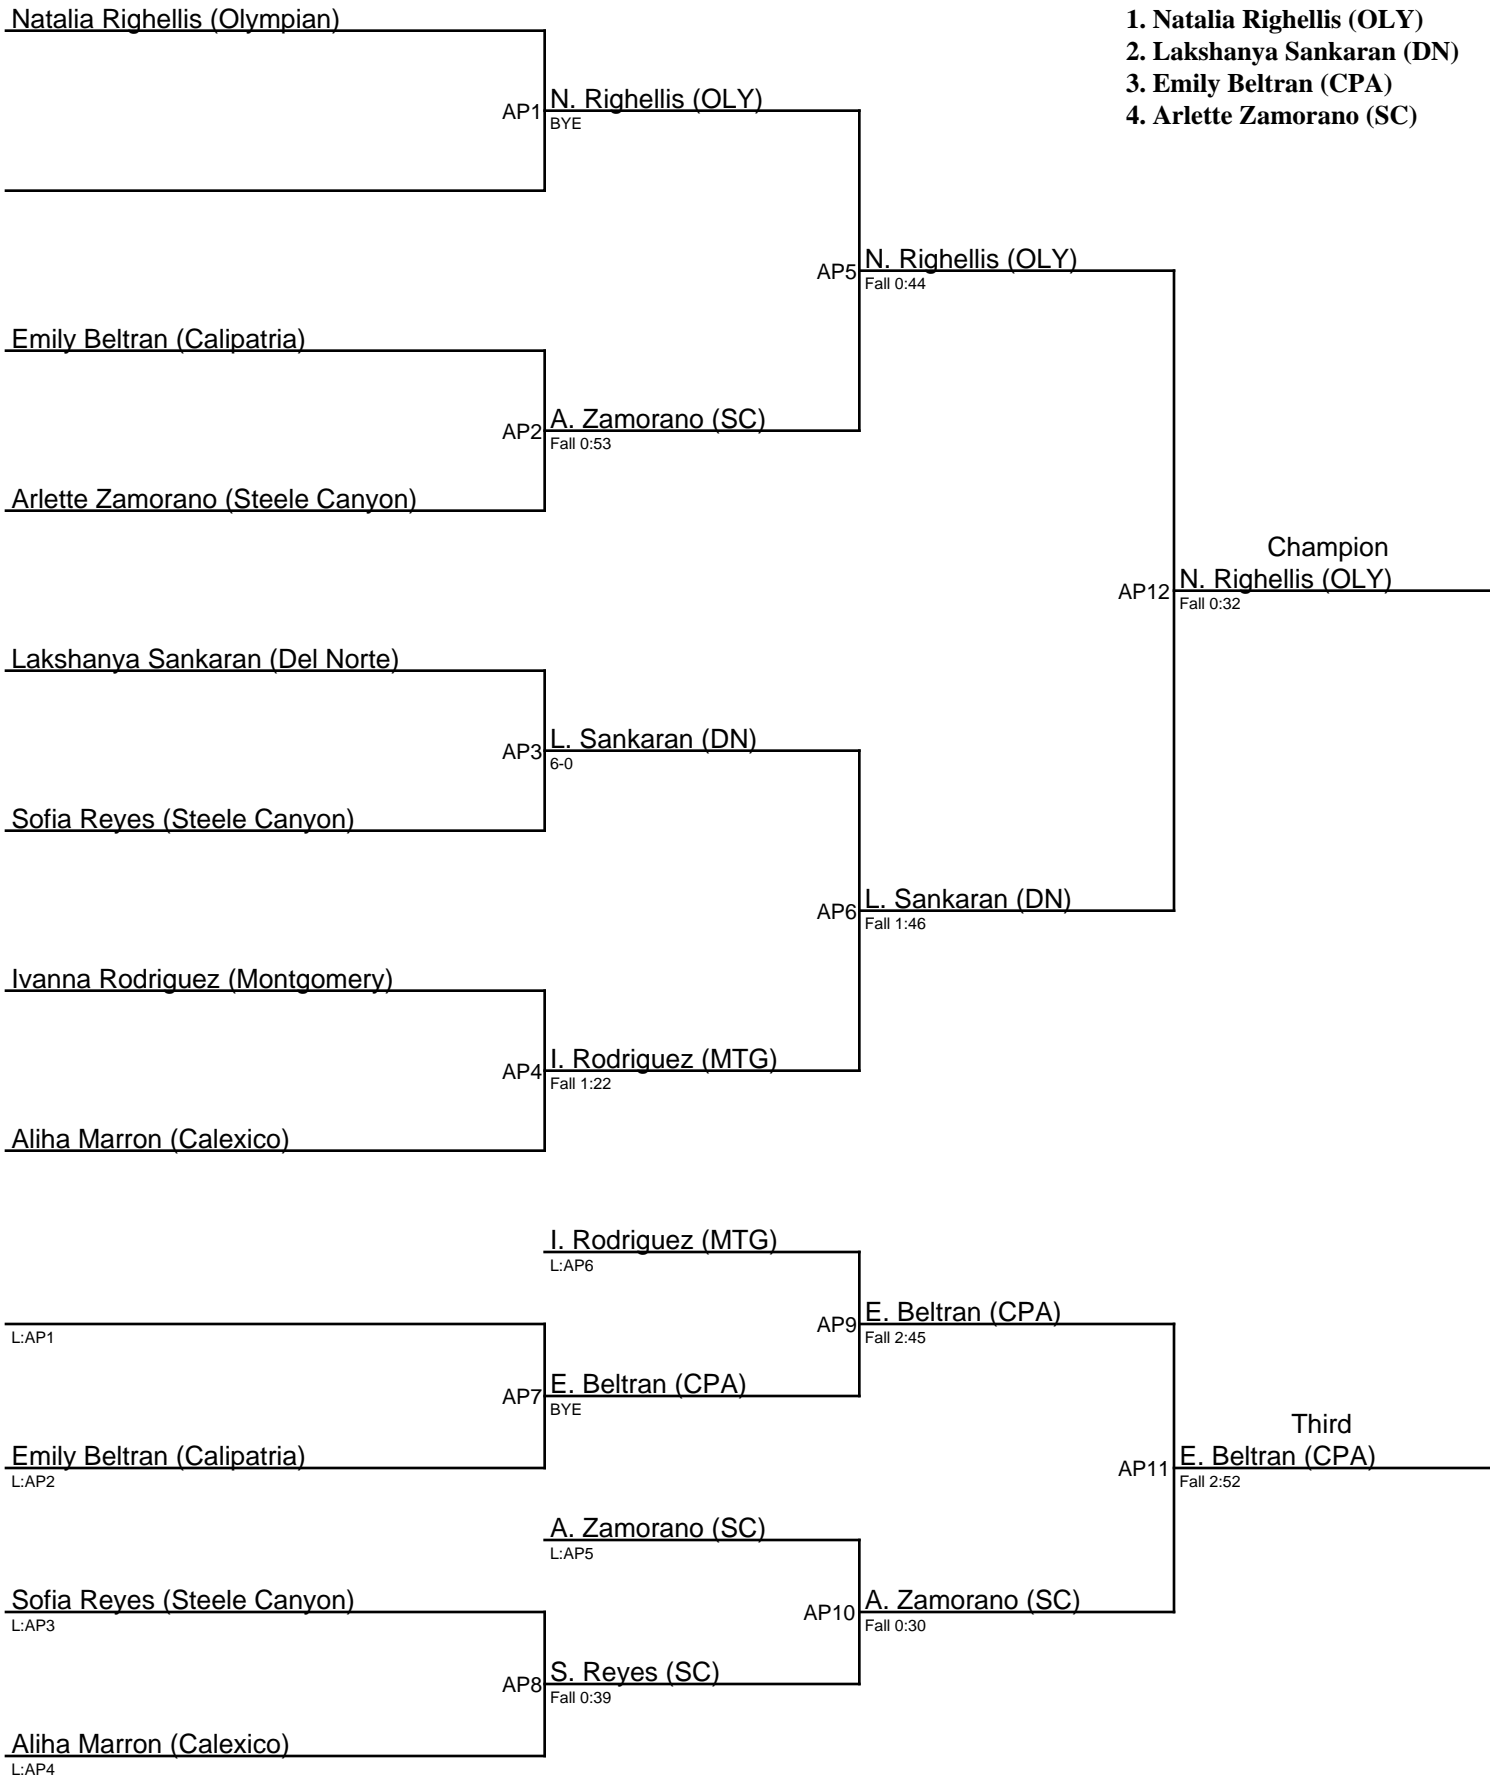 Natalia Righellis (Olympian)
1. Natalia Righellis (OLY)
2. Lakshanya Sankaran (DN)
3. Emily Beltran (CPA)
4. Arlette Zamorano (SC)
AP1
N. Righellis (OLY)
BYE
AP5
N. Righellis (OLY)
Fall 0:44
Emily Beltran (Calipatria)
AP2
A. Zamorano (SC)
Fall 0:53
Arlette Zamorano (Steele Canyon)
Champion
AP12
N. Righellis (OLY)
Fall 0:32
Lakshanya Sankaran (Del Norte)
AP3
L. Sankaran (DN)
6-0
Sofia Reyes (Steele Canyon)
AP6
L. Sankaran (DN)
Fall 1:46
Ivanna Rodriguez (Montgomery)
AP4
I. Rodriguez (MTG)
Fall 1:22
Aliha Marron (Calexico)
I. Rodriguez (MTG)
L:AP6
L:AP1
AP9
E. Beltran (CPA)
Fall 2:45
AP7
E. Beltran (CPA)
BYE
Emily Beltran (Calipatria)
L:AP2
Third
AP11
E. Beltran (CPA)
Fall 2:52
A. Zamorano (SC)
L:AP5
Sofia Reyes (Steele Canyon)
L:AP3
AP10
A. Zamorano (SC)
Fall 0:30
AP8
S. Reyes (SC)
Fall 0:39
Aliha Marron (Calexico)
L:AP4